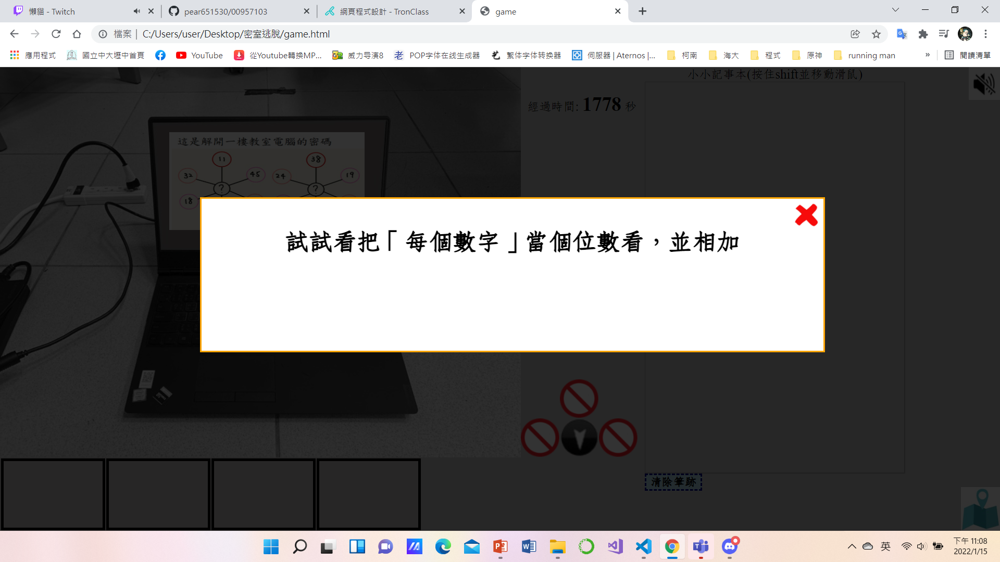 懶貓 - Twitch
pear651530/00957103
網頁程式設計 - TronClass
game
檔案 | C:/Users/user/Desktop/密室逃脫/game.html
應用程式
國立中大壢中首頁
YouTube
從Youtube轉換MP...
威力导演8
POP字体在线生成器
繁体字体转换器
伺服器 | Aternos |...
柯南
海大
程式
原神
running man
»
閱讀清單
小小記事本(按住shift並移動滑鼠)
經過時間: 1778 秒
這是解開一樓教室電腦的密碼
11
38
32
45
24
19
?
?
18
試試看把「 每個數字 」當個位數看，並相加
清除筆跡
英
下午 11:08
2022/1/15